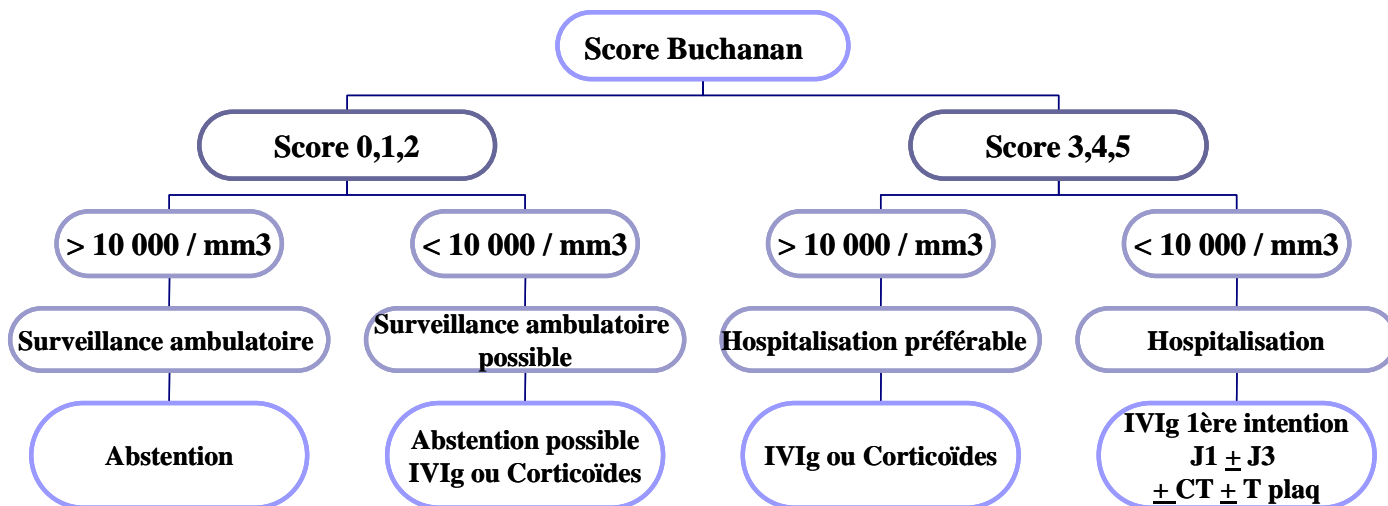 Score Buchanan
Score 0,1,2
Score 3,4,5
> 10 000 / mm3
< 10 000 / mm3
> 10 000 / mm3
< 10 000 / mm3
Surveillance ambulatoire
Surveillance ambulatoire
possible
Hospitalisation préférable
Hospitalisation
Abstention
Abstention possible
IVIg ou Corticoïdes
IVIg ou Corticoïdes
IVIg 1ère intention
J1 + J3
+ CT + T plaq